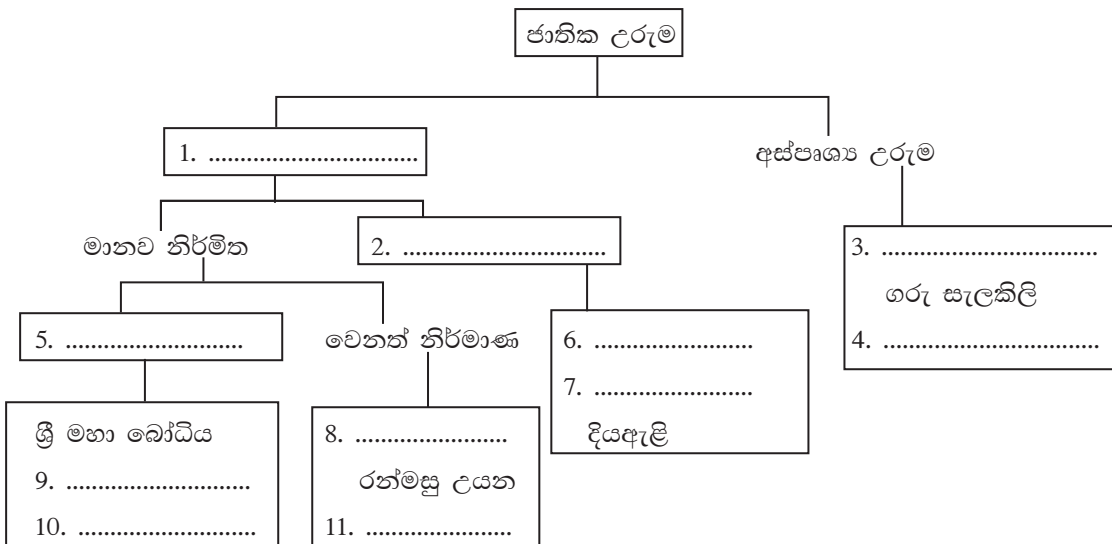 ජාතික උරුම
1. .................................
අස්පෘශ්‍ය උරුම
මානව නිර්මිත
2. .................................
3. .................................
ගරු සැලකිලි
4. .................................
5. ............................
වෙනත් නිර්මාණ
6. .........................
7. .........................
දියඇළි
ශ්‍රී මහා බෝධිය
9. .............................
10. ............................
8. ........................
රන්මසු උයන
11. .......................